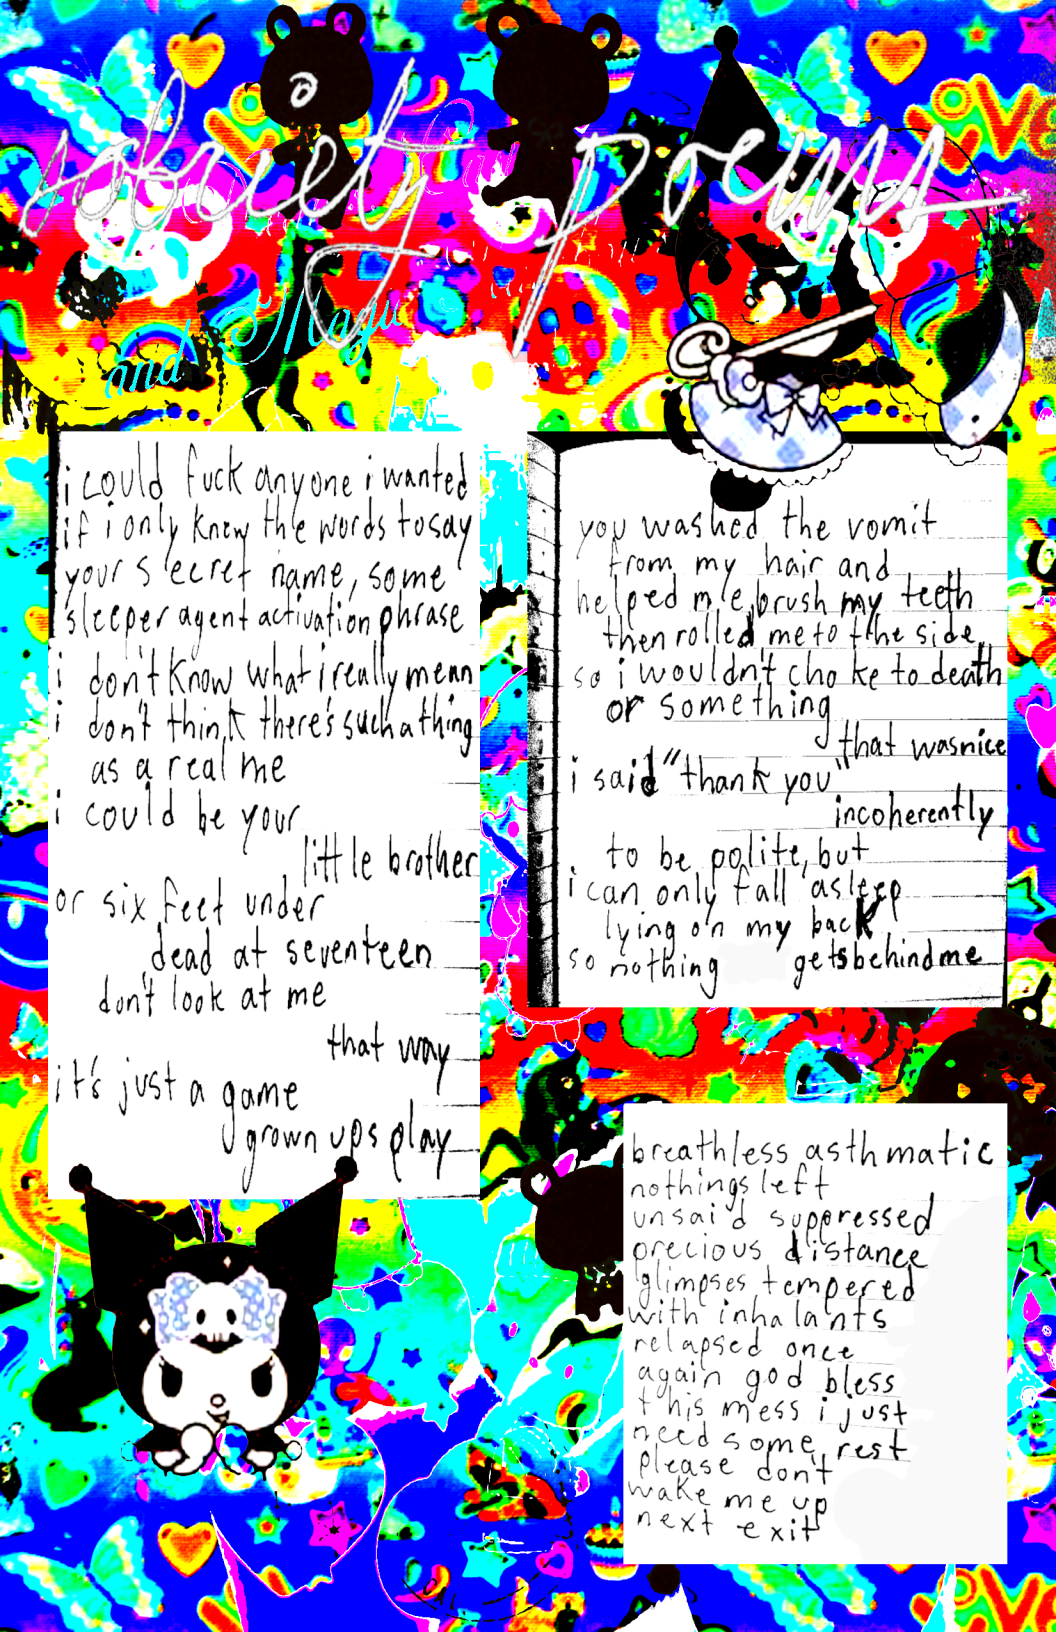 sobriety poems
LOVE
LOVE
and Magic
i could fuck anyone i wanted
if i only knew the words to say
your secret name, some
sleeper agent activation phrase
i don't know what i really mean
i don't think there's such a thing
as a real me
i could be your
little brother
or six feet under
dead at seventeen
don't look at me
that way
it's just a game
grown ups play
you washed the vomit
from my hair and
helped me brush my teeth
then rolled me to the side
so i wouldn't choke to death
or something
that was nice
i said "thank you"
incoherently
to be polite, but
i can only fall asleep
lying on my back
so nothing gets behind me
breathless asthmatic
nothings left
unsaid suppressed
precious distance
glimpses tempered
with inhalants
relapsed once
again god bless
this mess i just
need some rest
please don't
wake me up
next exit